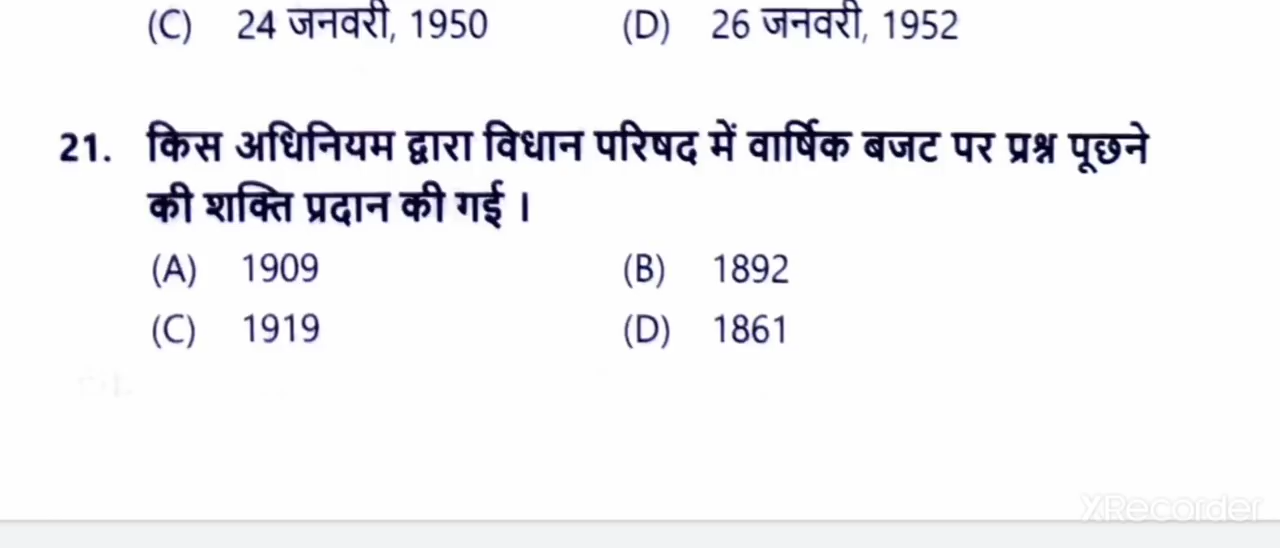 (C) 24 जनवरी, 1950 (D) 26 जनवरी, 1952
21. किस अधिनियम द्वारा विधान परिषद में वार्षिक बजट पर प्रश्न पूछने
की शक्ति प्रदान की गई ।
(A) 1909 (B) 1892
(C) 1919 (D) 1861
XRecorder